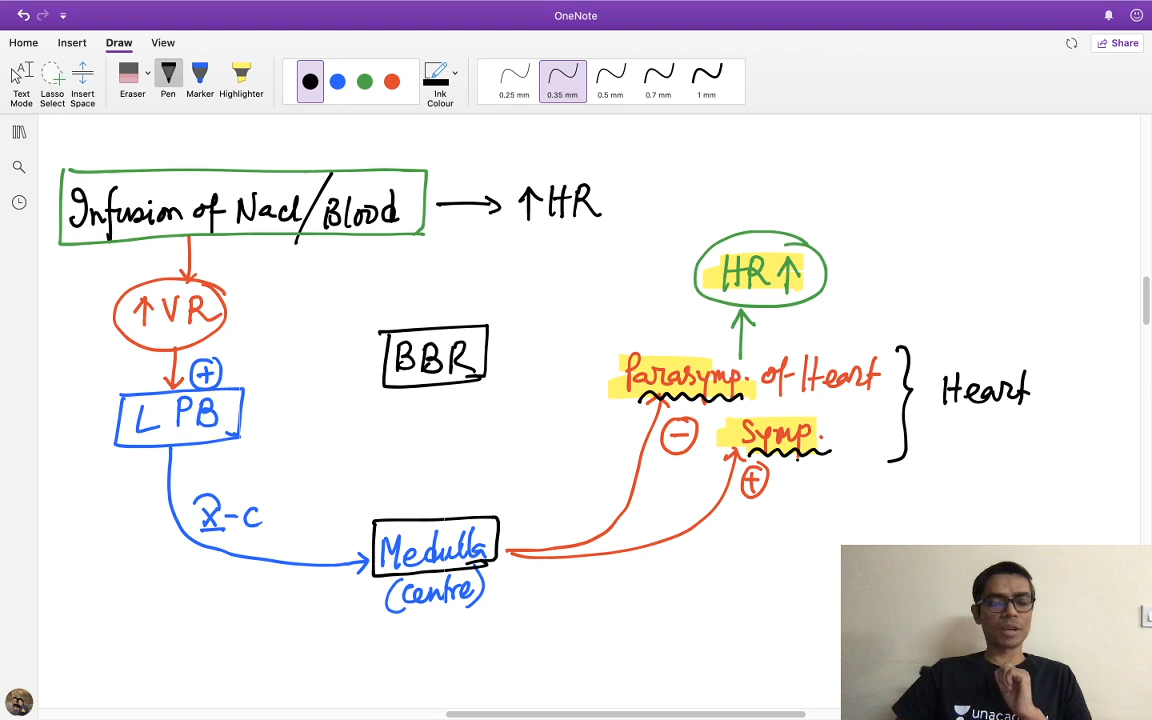 OneNote
Home Insert Draw View Share
Text Mode
Lasso Select
Insert Space
Eraser
Pen
Marker
Highlighter
Ink Colour
0.25 mm 0.35 mm 0.5 mm 0.7 mm 1 mm
Infusion of Nacl/Blood → ↑HR
HR ↑
↑ VR
BBR
+
Parasymp. of Heart
Heart
LPB
−
Symp.
+
X̂-C
Medulla
(centre)
unaca